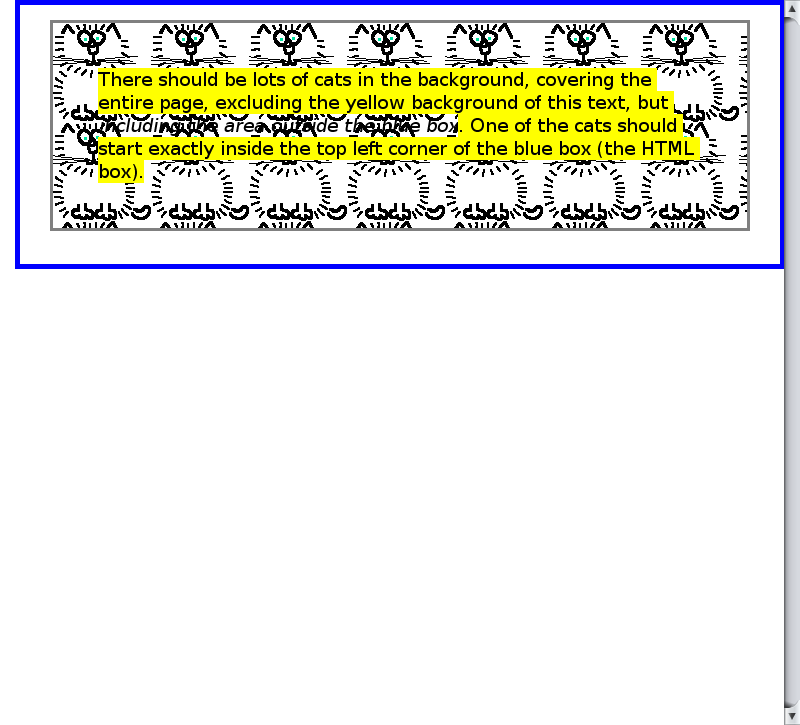 There should be lots of cats in the background, covering the
entire page, excluding the yellow background of this text, but
including the area outside the blue box. One of the cats should
start exactly inside the top left corner of the blue box (the HTML
box).